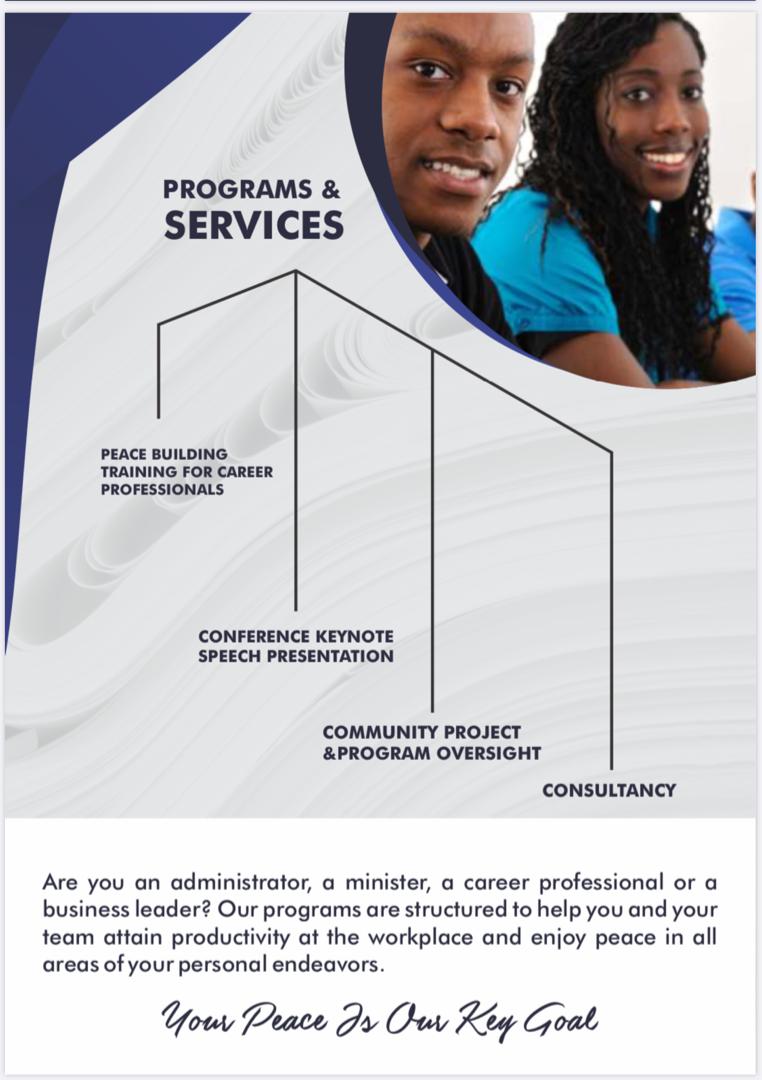 PROGRAMS &
SERVICES
PEACE BUILDING
TRAINING FOR CAREER
PROFESSIONALS
CONFERENCE KEYNOTE
SPEECH PRESENTATION
COMMUNITY PROJECT
&PROGRAM OVERSIGHT
CONSULTANCY
Are you an administrator, a minister, a career professional or a
business leader? Our programs are structured to help you and your
team attain productivity at the workplace and enjoy peace in all
areas of your personal endeavors.
Your Peace Is Our Key Goal